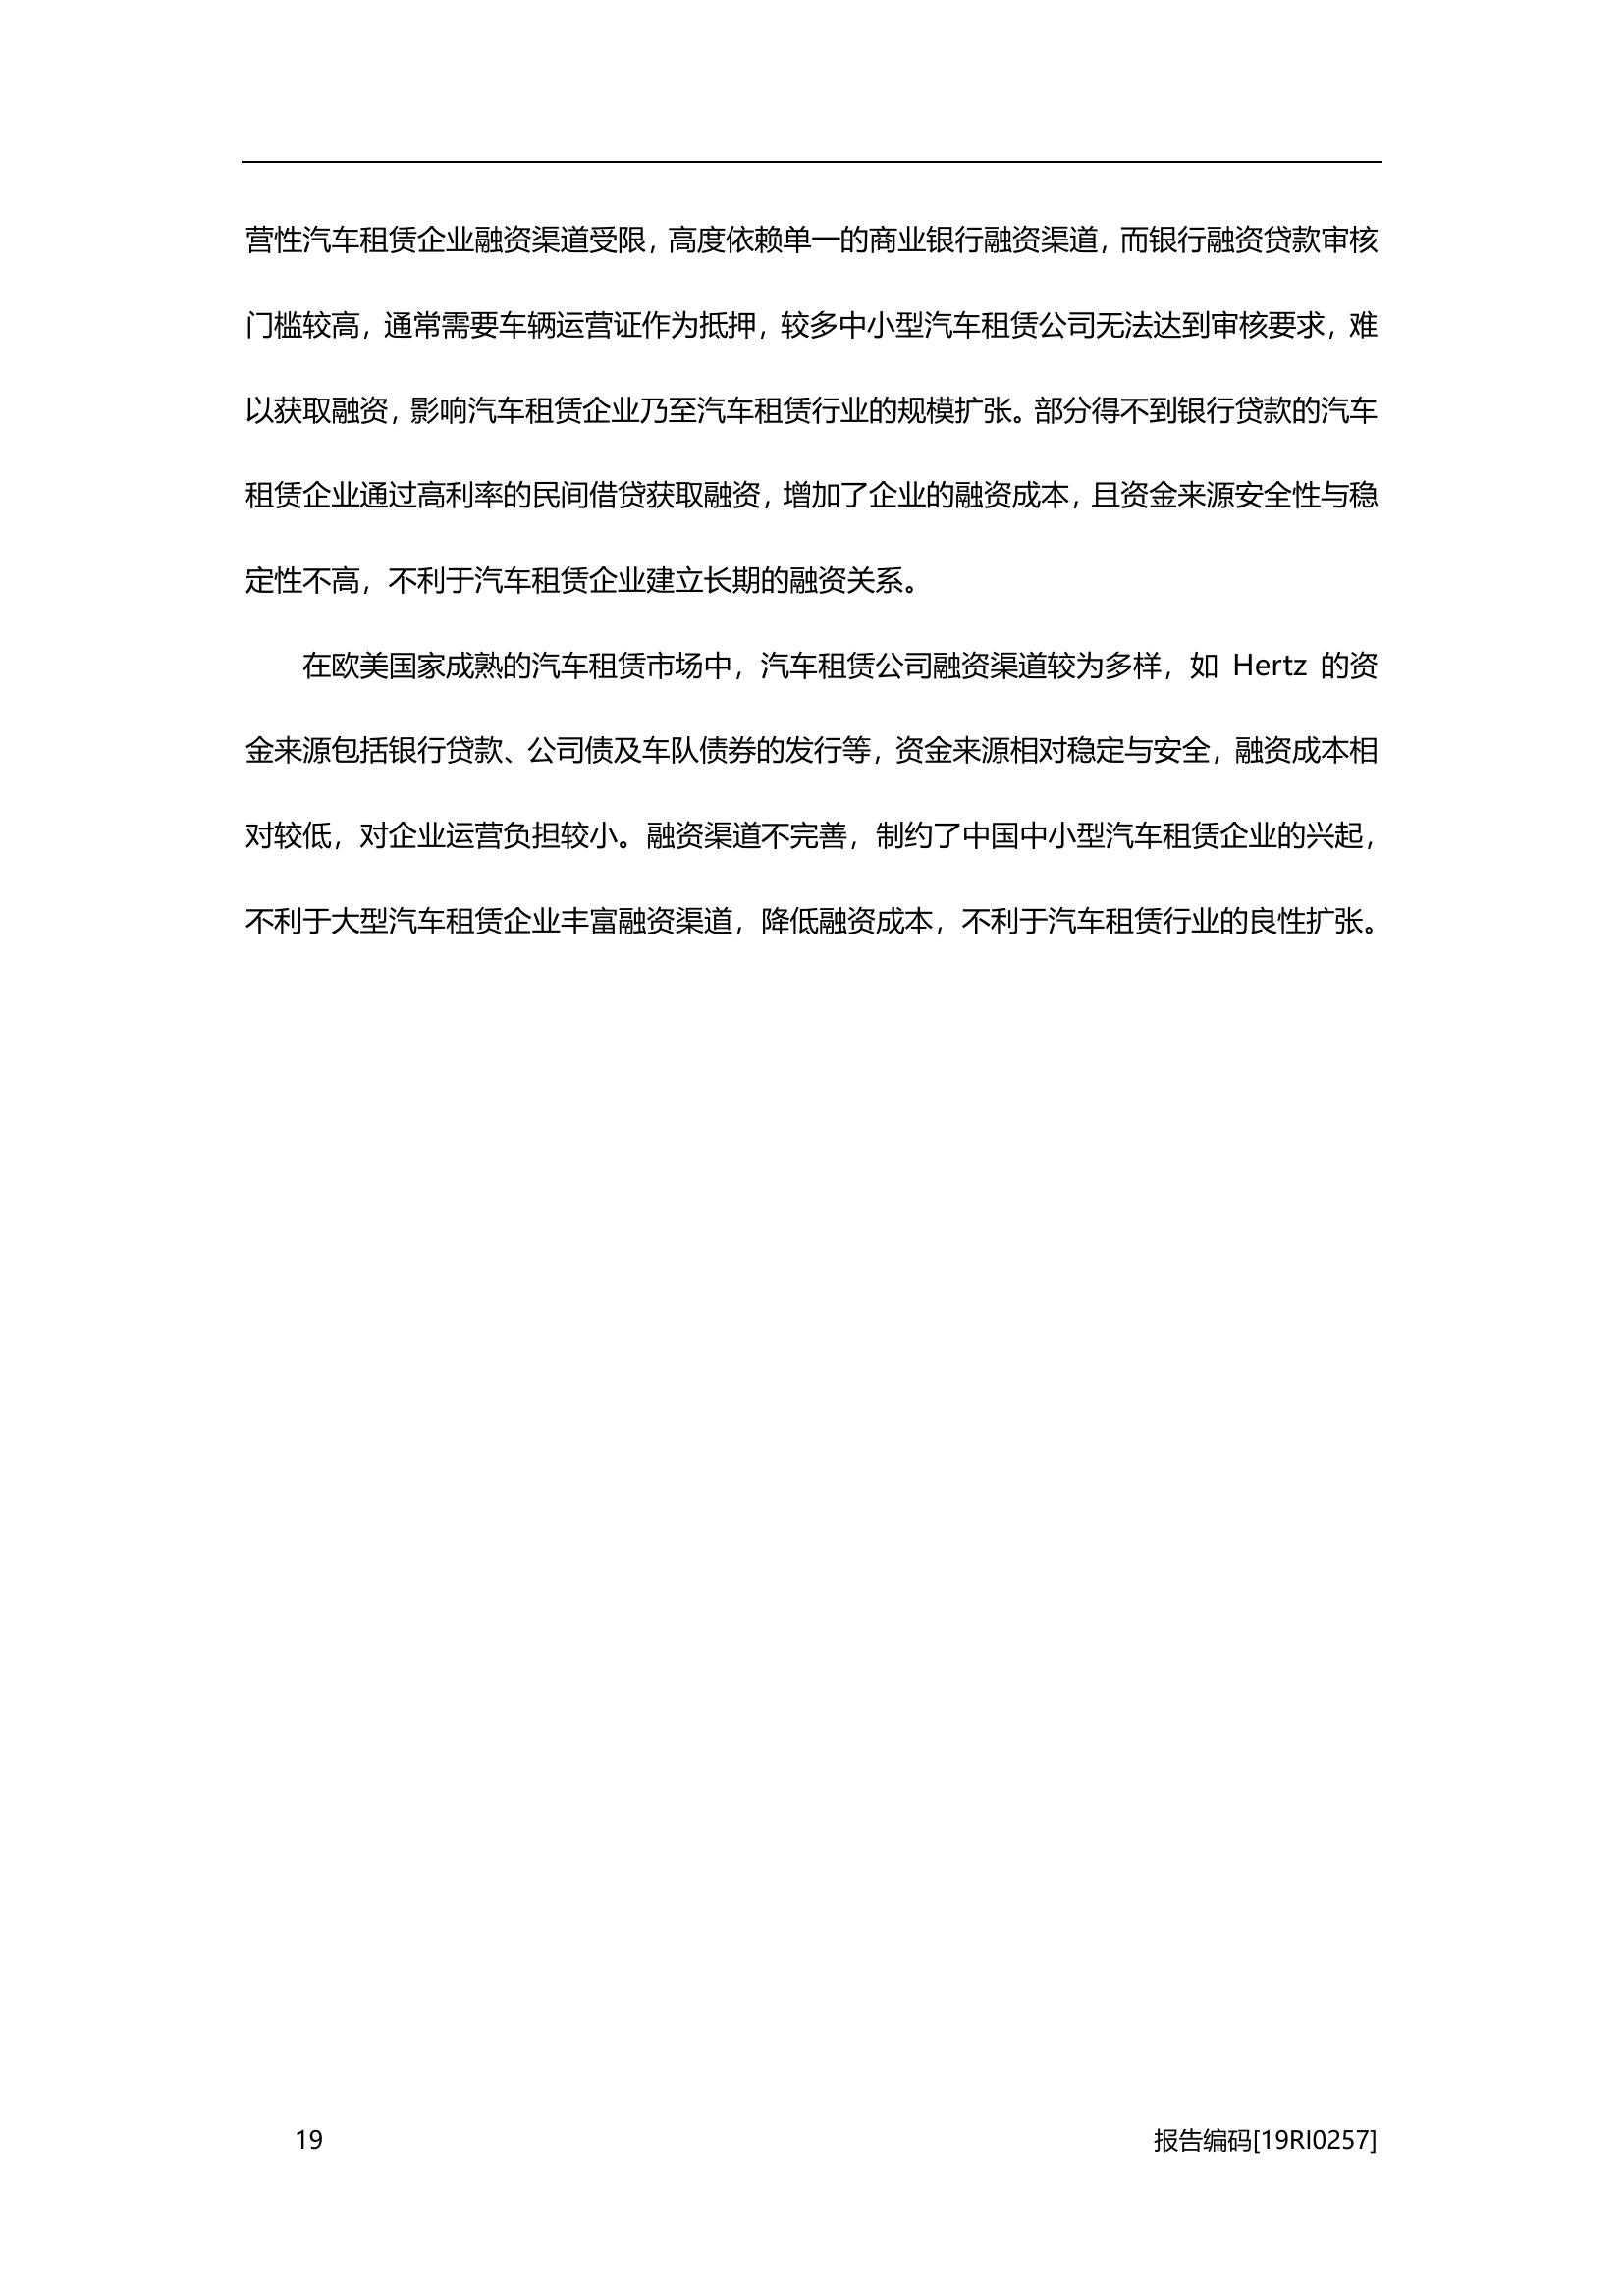 营性汽车租赁企业融资渠道受限，高度依赖单一的商业银行融资渠道，而银行融资贷款审核
门槛较高，通常需要车辆运营证作为抵押，较多中小型汽车租赁公司无法达到审核要求，难
以获取融资，影响汽车租赁企业乃至汽车租赁行业的规模扩张。部分得不到银行贷款的汽车
租赁企业通过高利率的民间借贷获取融资，增加了企业的融资成本，且资金来源安全性与稳
定性不高，不利于汽车租赁企业建立长期的融资关系。
在欧美国家成熟的汽车租赁市场中，汽车租赁公司融资渠道较为多样，如 Hertz 的资
金来源包括银行贷款、公司债及车队债券的发行等，资金来源相对稳定与安全，融资成本相
对较低，对企业运营负担较小。融资渠道不完善，制约了中国中小型汽车租赁企业的兴起，
不利于大型汽车租赁企业丰富融资渠道，降低融资成本，不利于汽车租赁行业的良性扩张。
19 报告编码[19RI0257]